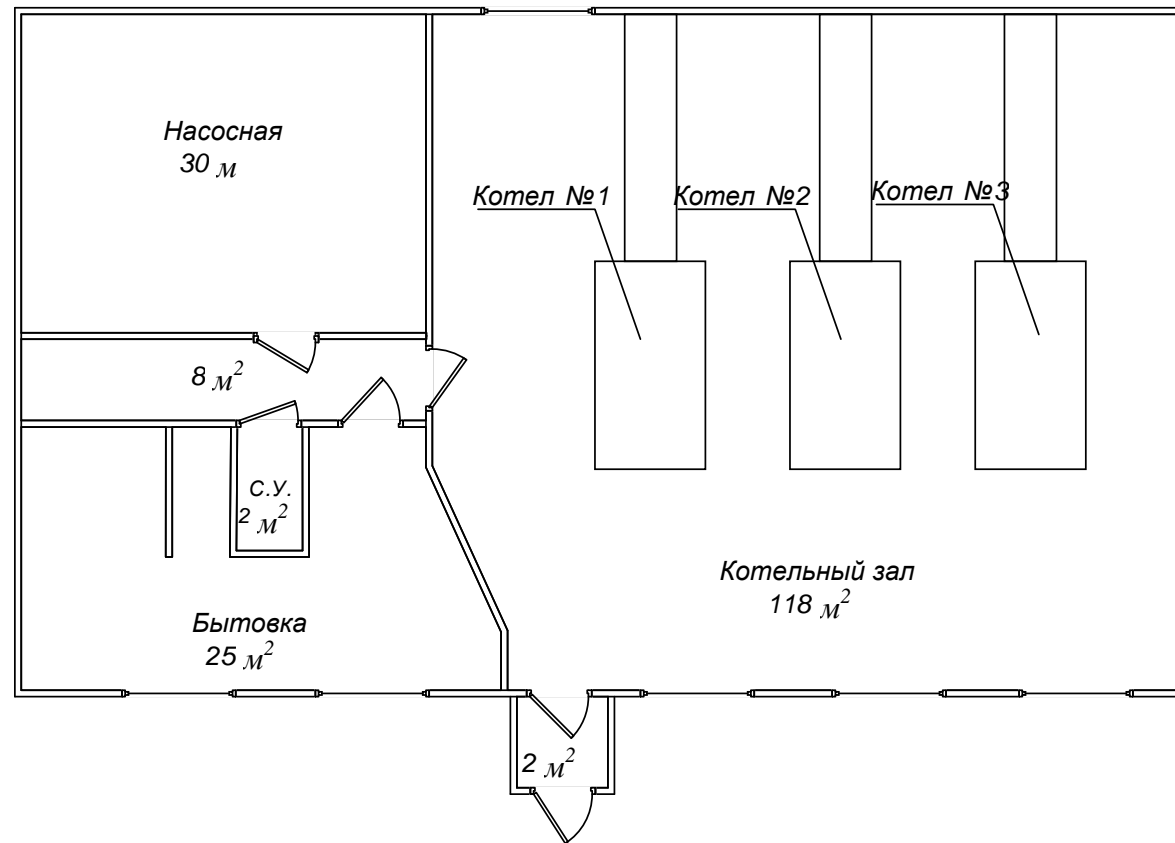 Насосная
30 м
Котел №1
Котел №2
Котел №3
8 м²
С.У.
2 м²
Котельный зал
118 м²
Бытовка
25 м²
2 м²